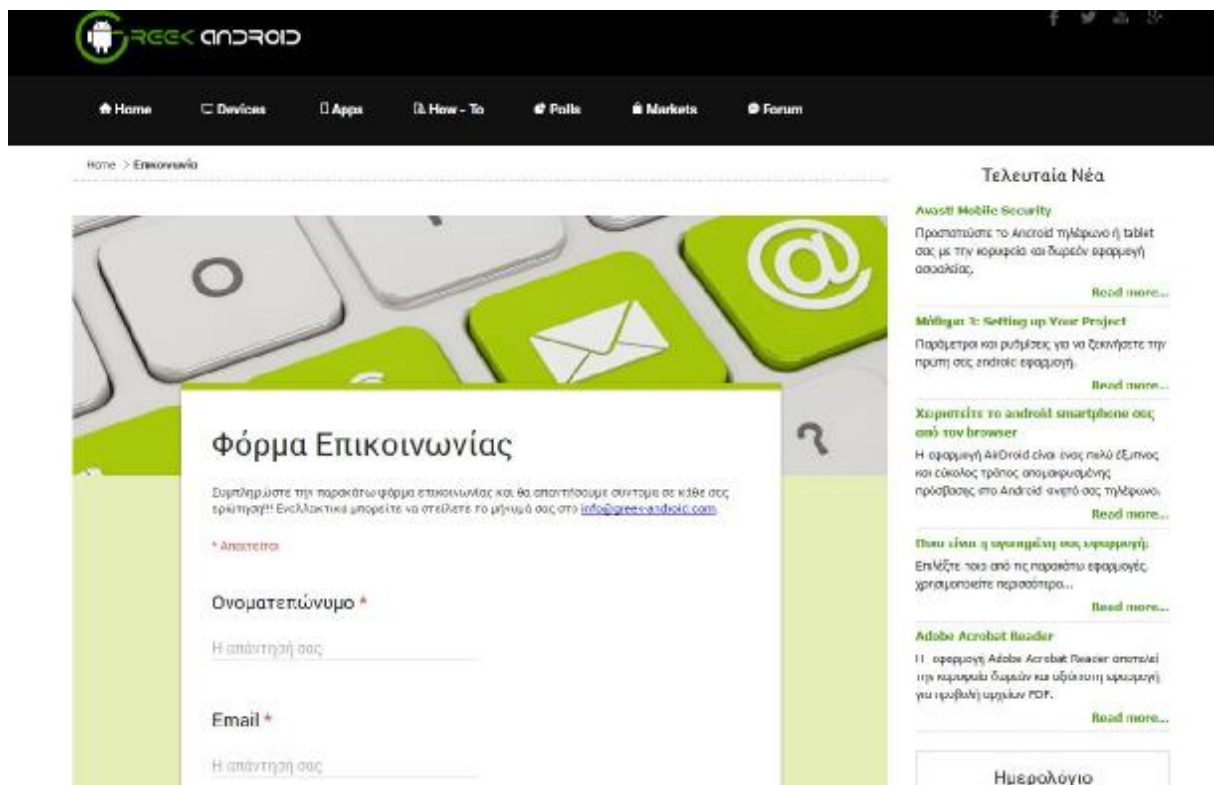 GREEK ANDROID
Home Devices Apps How - To Polls Markets Forum
Home > Επικοινωνία
Φόρμα Επικοινωνίας
Συμπληρώστε την παρακάτω φόρμα επικοινωνίας και θα απαντήσουμε σύντομα σε κάθε σας
ερώτηση!!! Εναλλακτικά μπορείτε να στείλετε το μήνυμά σας στο info@greek-android.com.
* Απαιτείται
Ονοματεπώνυμο *
Η απάντησή σας
Email *
Η απάντησή σας
Τελευταία Νέα
Avast! Mobile Security
Προστατεύστε το Android τηλέφωνο ή tablet
σας με την κορυφαία και δωρεάν εφαρμογή
ασφαλείας.
Read more...
Μάθημα 3: Setting up Your Project
Παράμετροι και ρυθμίσεις για να ξεκινήσετε την
πρώτη σας android εφαρμογή.
Read more...
Χειριστείτε το android smartphone σας
από τον browser
Η εφαρμογή AirDroid είναι ένας πολύ έξυπνος
και εύκολος τρόπος απομακρυσμένης
πρόσβασης στο Android κινητό σας τηλέφωνο.
Read more...
Ποια είναι η αγαπημένη σας εφαρμογή;
Επιλέξτε ποια από τις παρακάτω εφαρμογές
χρησιμοποιείτε περισσότερο...
Read more...
Adobe Acrobat Reader
Η εφαρμογή Adobe Acrobat Reader αποτελεί
την κορυφαία δωρεάν και αξιόπιστη εφαρμογή
για προβολή αρχείων PDF.
Read more...
Ημερολόγιο